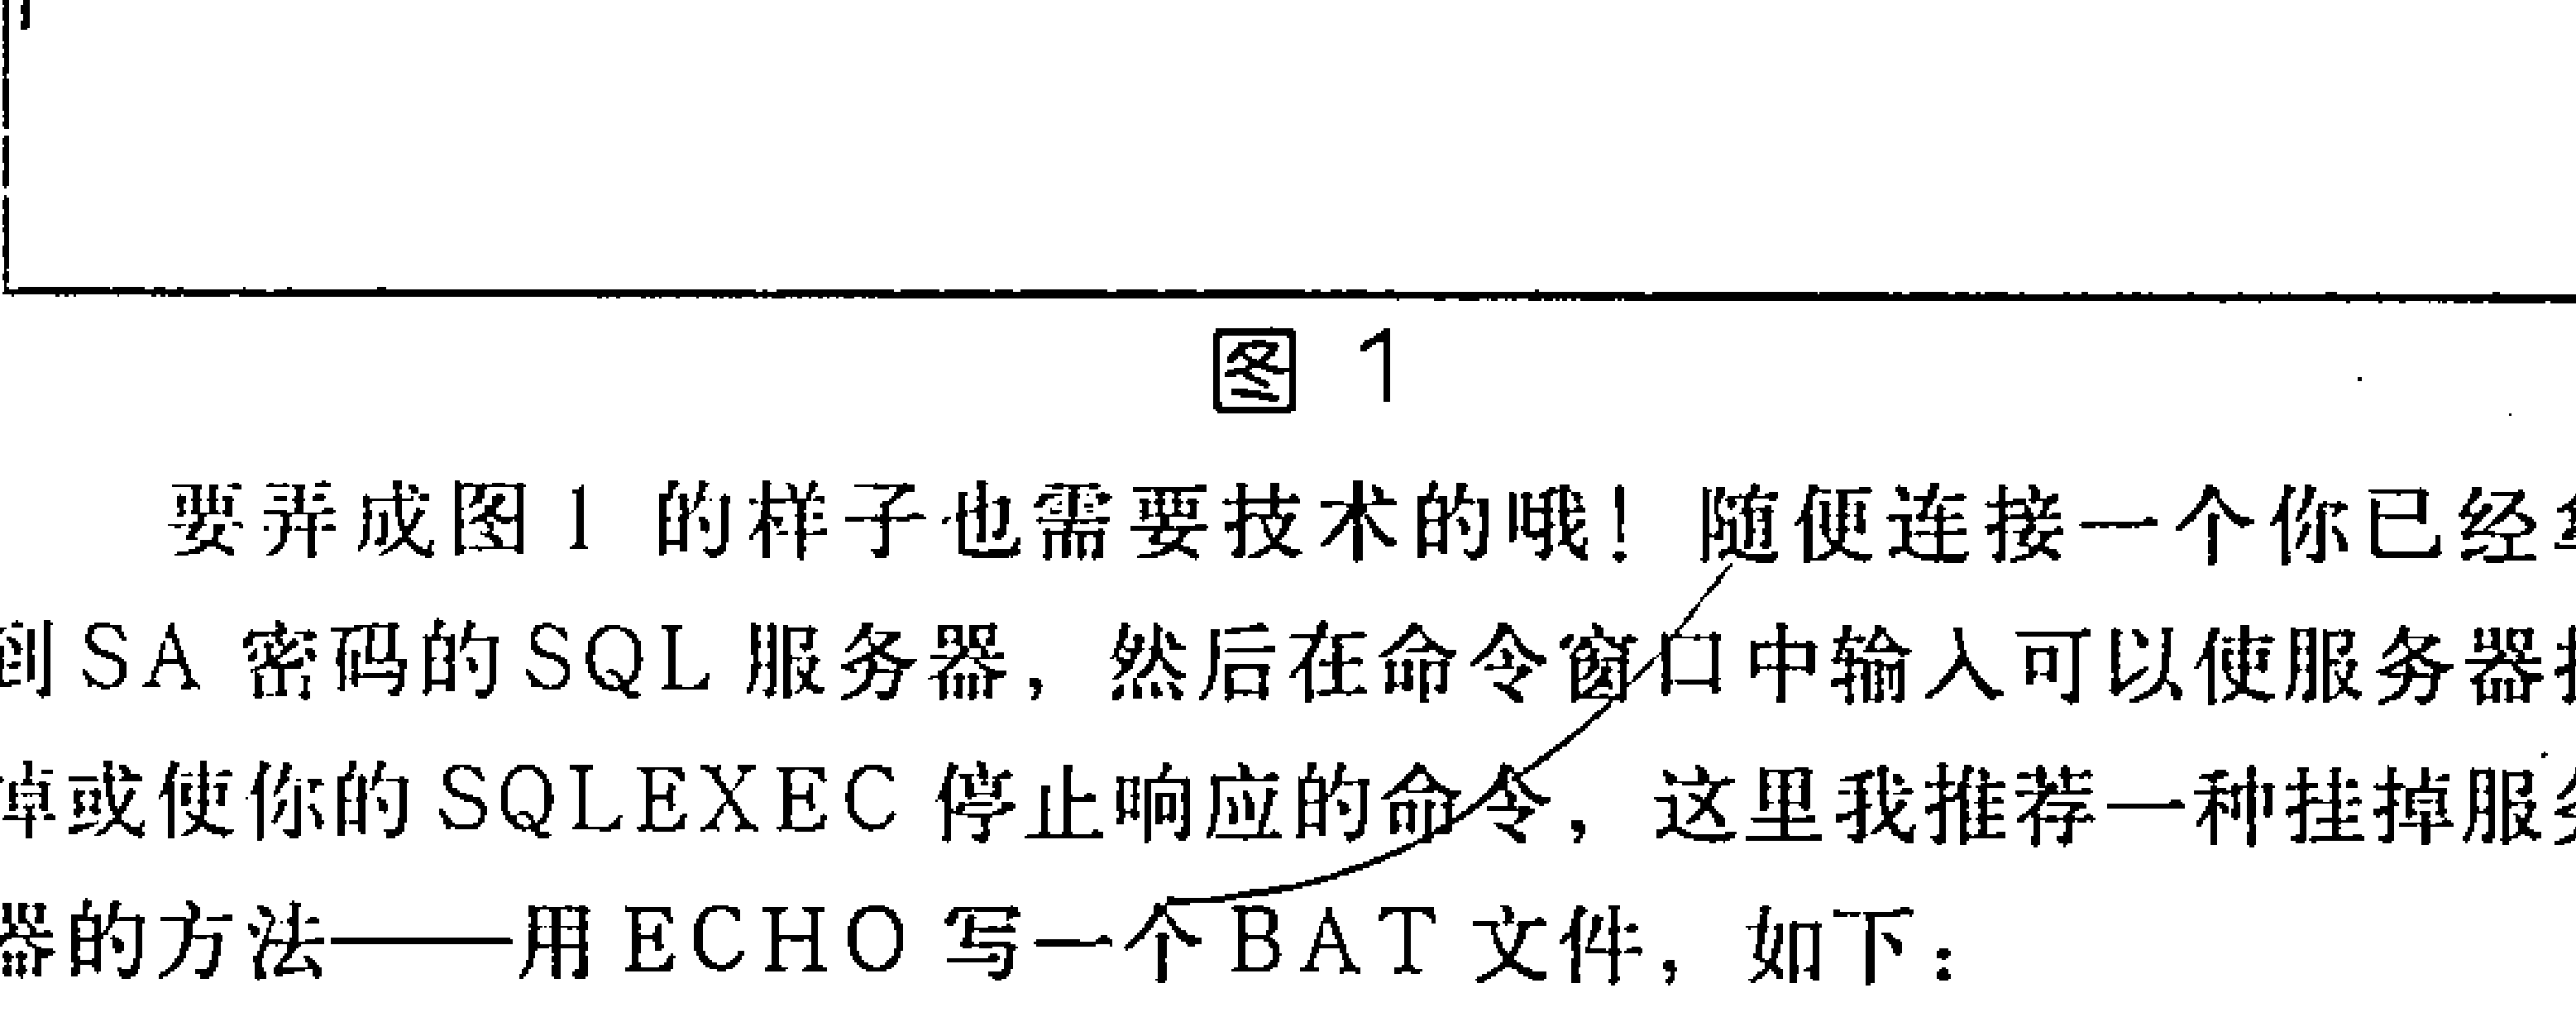 图 1
要弄成图 1 的样子也需要技术的哦！随便连接一个你已经
到 SA 密码的 SQL 服务器，然后在命令窗口中输入可以使服务器
掉或使你的 SQLEXEC 停止响应的命令，这里我推荐一种挂掉服务
器的方法——用 ECHO 写一个 BAT 文件，如下：